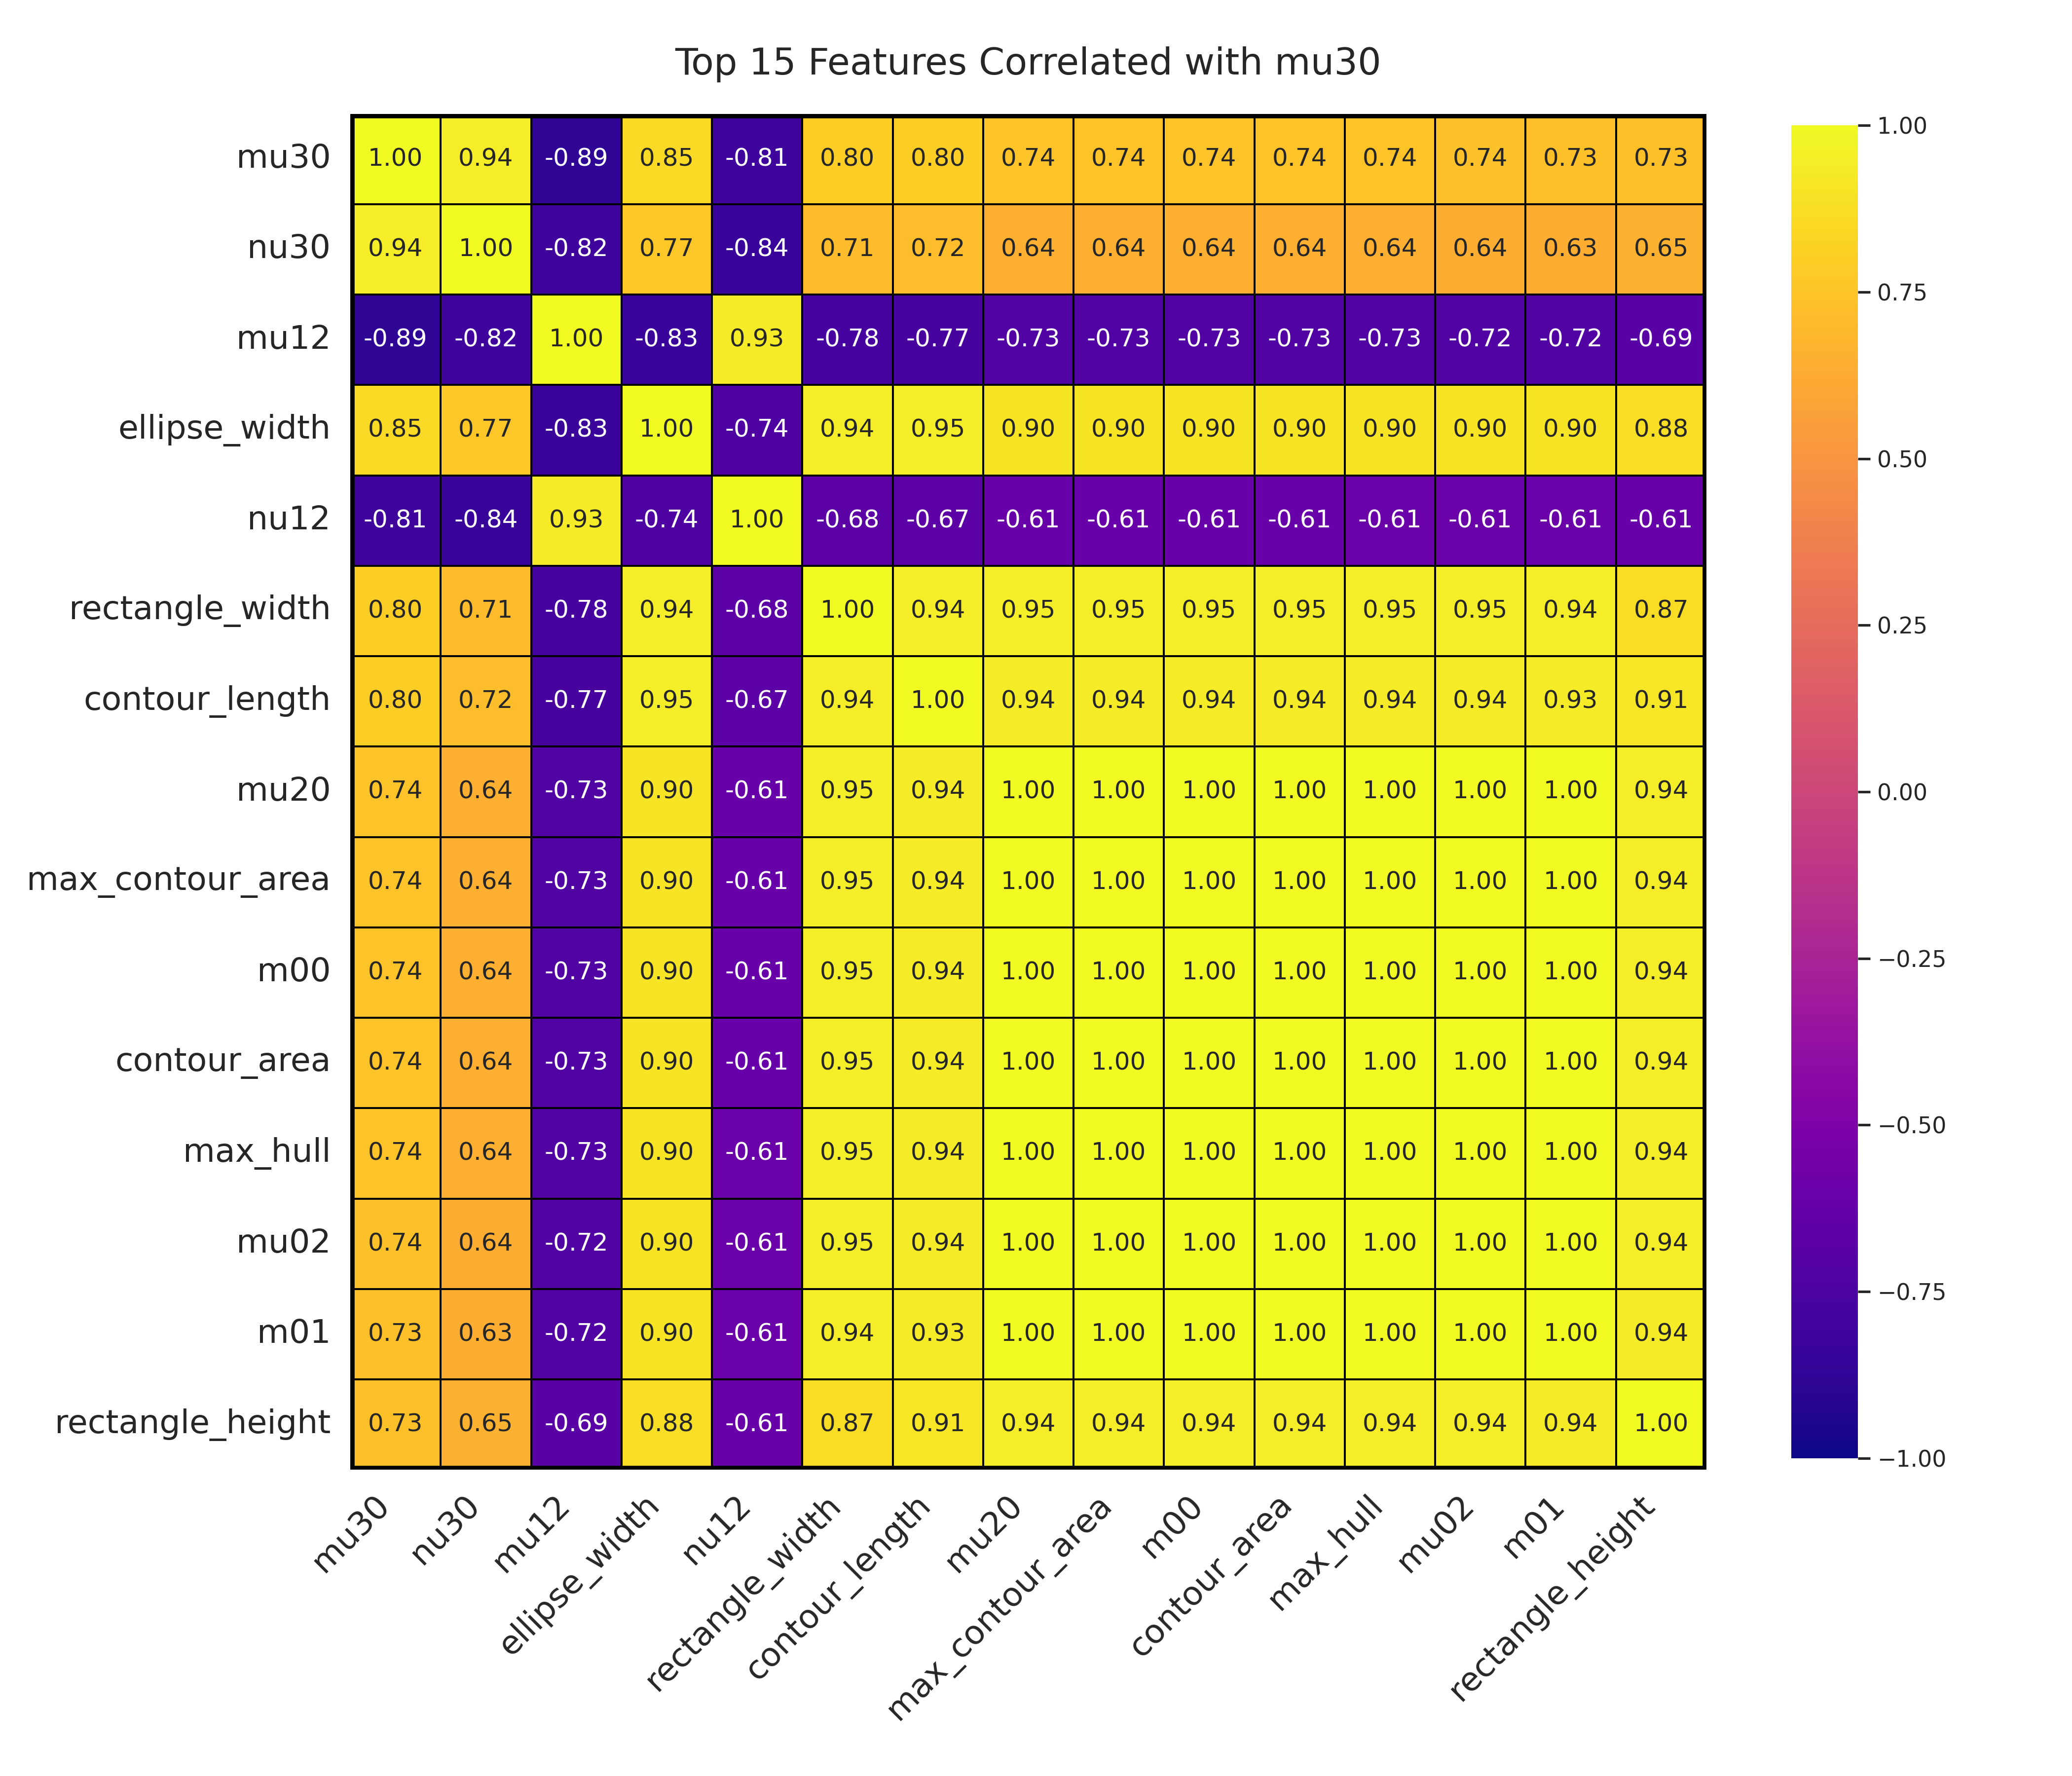 Top 15 Features Correlated with mu30
mu30 1.00 0.94 -0.89 0.85 -0.81 0.80 0.80 0.74 0.74 0.74 0.74 0.74 0.74 0.73 0.73
nu30 0.94 1.00 -0.82 0.77 -0.84 0.71 0.72 0.64 0.64 0.64 0.64 0.64 0.64 0.63 0.65
mu12 -0.89 -0.82 1.00 -0.83 0.93 -0.78 -0.77 -0.73 -0.73 -0.73 -0.73 -0.73 -0.72 -0.72 -0.69
ellipse_width 0.85 0.77 -0.83 1.00 -0.74 0.94 0.95 0.90 0.90 0.90 0.90 0.90 0.90 0.90 0.88
nu12 -0.81 -0.84 0.93 -0.74 1.00 -0.68 -0.67 -0.61 -0.61 -0.61 -0.61 -0.61 -0.61 -0.61 -0.61
rectangle_width 0.80 0.71 -0.78 0.94 -0.68 1.00 0.94 0.95 0.95 0.95 0.95 0.95 0.95 0.94 0.87
contour_length 0.80 0.72 -0.77 0.95 -0.67 0.94 1.00 0.94 0.94 0.94 0.94 0.94 0.94 0.93 0.91
mu20 0.74 0.64 -0.73 0.90 -0.61 0.95 0.94 1.00 1.00 1.00 1.00 1.00 1.00 1.00 0.94
max_contour_area 0.74 0.64 -0.73 0.90 -0.61 0.95 0.94 1.00 1.00 1.00 1.00 1.00 1.00 1.00 0.94
m00 0.74 0.64 -0.73 0.90 -0.61 0.95 0.94 1.00 1.00 1.00 1.00 1.00 1.00 1.00 0.94
contour_area 0.74 0.64 -0.73 0.90 -0.61 0.95 0.94 1.00 1.00 1.00 1.00 1.00 1.00 1.00 0.94
max_hull 0.74 0.64 -0.73 0.90 -0.61 0.95 0.94 1.00 1.00 1.00 1.00 1.00 1.00 1.00 0.94
mu02 0.74 0.64 -0.72 0.90 -0.61 0.95 0.94 1.00 1.00 1.00 1.00 1.00 1.00 1.00 0.94
m01 0.73 0.63 -0.72 0.90 -0.61 0.94 0.93 1.00 1.00 1.00 1.00 1.00 1.00 1.00 0.94
rectangle_height 0.73 0.65 -0.69 0.88 -0.61 0.87 0.91 0.94 0.94 0.94 0.94 0.94 0.94 0.94 1.00
mu30
nu30
mu12
ellipse_width
nu12
rectangle_width
contour_length
mu20
max_contour_area
m00
contour_area
max_hull
mu02
m01
rectangle_height
1.00
0.75
0.50
0.25
0.00
−0.25
−0.50
−0.75
−1.00